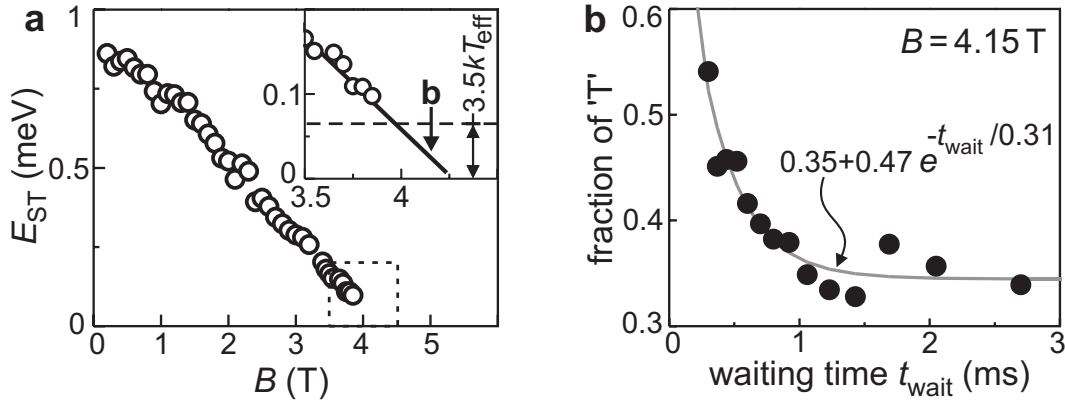 a
E_ST (meV)
1
0.5
0
0 1 2 3 4 5
B (T)
0.1
0
3.5 4
b
3.5kT_eff
b
fraction of 'T'
0.6
0.5
0.4
0.3
B = 4.15 T
0.35+0.47 e^-t_wait /0.31
0 1 2 3
waiting time t_wait (ms)